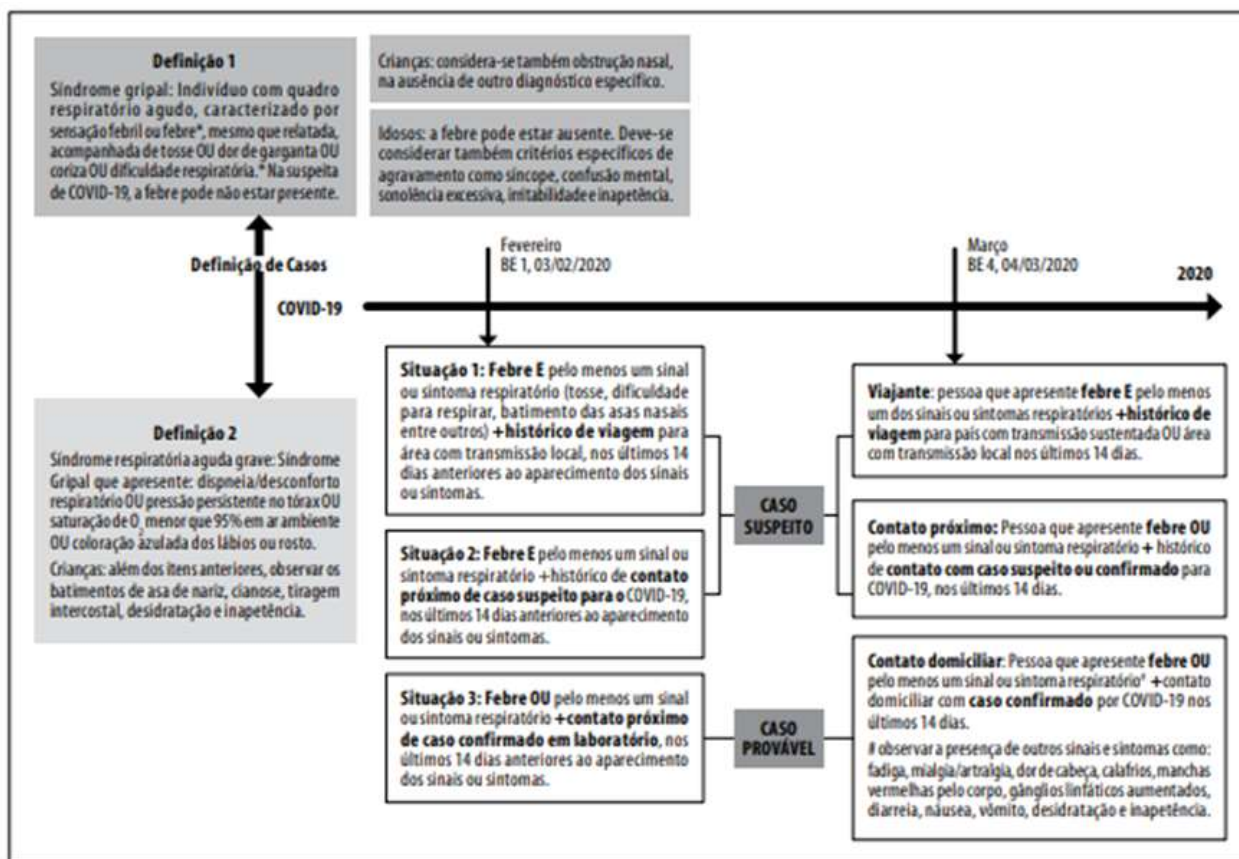 Definição 1
Síndrome gripal: Indivíduo com quadro
respiratório agudo, caracterizado por
sensação febril ou febre*, mesmo que relatada,
acompanhada de tosse OU dor de garganta OU
coriza OU dificuldade respiratória.* Na suspeita
de COVID-19, a febre pode não estar presente.
Crianças: considera-se também obstrução nasal,
na ausência de outro diagnóstico específico.
Idosos: a febre pode estar ausente. Deve-se
considerar também critérios específicos de
agravamento como síncope, confusão mental,
sonolência excessiva, irritabilidade e inapetência.
Definição de Casos
COVID-19
Fevereiro
BE 1, 03/02/2020
Março
BE 4, 04/03/2020
2020
Definição 2
Síndrome respiratória aguda grave: Síndrome
Gripal que apresente: dispneia/desconforto
respiratório OU pressão persistente no tórax OU
saturação de O2 menor que 95% em ar ambiente
OU coloração azulada dos lábios ou rosto.
Crianças: além dos itens anteriores, observar os
batimentos de asa de nariz, cianose, tiragem
intercostal, desidratação e inapetência.
Situação 1: Febre E pelo menos um sinal
ou sintoma respiratório (tosse, dificuldade
para respirar, batimento das asas nasais
entre outros) +histórico de viagem para
área com transmissão local, nos últimos 14
dias anteriores ao aparecimento dos sinais
ou sintomas.
Situação 2: Febre E pelo menos um sinal ou
sintoma respiratório +histórico de contato
próximo de caso suspeito para o COVID-19,
nos últimos 14 dias anteriores ao aparecimento
dos sinais ou sintomas.
Situação 3: Febre OU pelo menos um sinal
ou sintoma respiratório +contato próximo
de caso confirmado em laboratório, nos
últimos 14 dias anteriores ao aparecimento
dos sinais ou sintomas.
CASO
SUSPEITO
CASO
PROVÁVEL
Viajante: pessoa que apresente febre E pelo menos
um dos sinais ou sintomas respiratórios +histórico de
viagem para país com transmissão sustentada OU área
com transmissão local nos últimos 14 dias.
Contato próximo: Pessoa que apresente febre OU
pelo menos um sinal ou sintoma respiratório + histórico
de contato com caso suspeito ou confirmado para
COVID-19, nos últimos 14 dias.
Contato domiciliar: Pessoa que apresente febre OU
pelo menos um sinal ou sintoma respiratório# +contato
domiciliar com caso confirmado por COVID-19 nos
últimos 14 dias.
# observar a presença de outros sinais e sintomas como:
fadiga, mialgia/artralgia, dor de cabeça, calafrios, manchas
vermelhas pelo corpo, gânglios linfáticos aumentados,
diarreia, náusea, vômito, desidratação e inapetência.